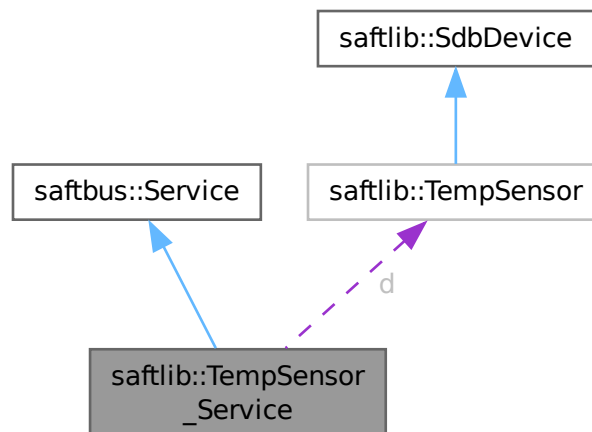 saftlib::SdbDevice
saftbus::Service
saftlib::TempSensor
d
saftlib::TempSensor
_Service